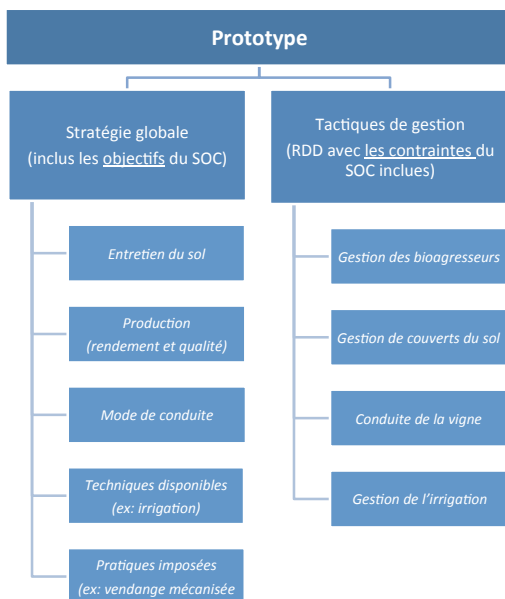 Prototype
Stratégie globale
(inclus les objectifs du SOC)
Entretien du sol
Production
(rendement et qualité)
Mode de conduite
Techniques disponibles
(ex: irrigation)
Pratiques imposées
(ex: vendange mécanisée
Tactiques de gestion
(RDD avec les contraintes du
SOC inclues)
Gestion des bioagresseurs
Gestion de couverts du sol
Conduite de la vigne
Gestion de l'irrigation